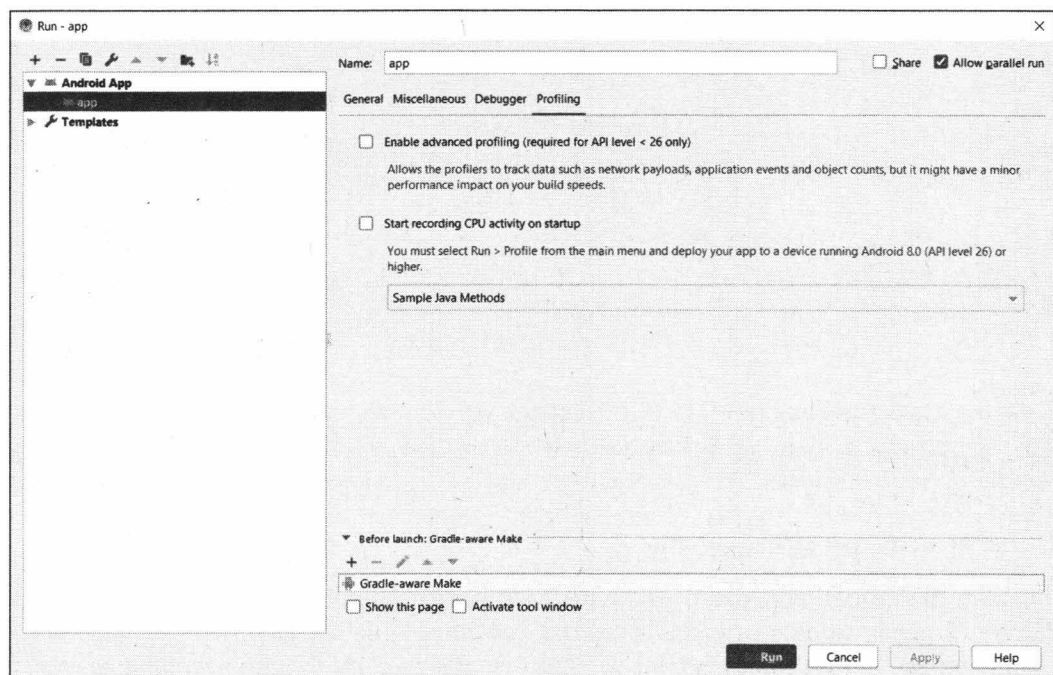 Run - app
Name: app
Share
Allow parallel run
Android App
app
Templates
General Miscellaneous Debugger Profiling
Enable advanced profiling (required for API level < 26 only)
Allows the profilers to track data such as network payloads, application events and object counts, but it might have a minor
performance impact on your build speeds.
Start recording CPU activity on startup
You must select Run > Profile from the main menu and deploy your app to a device running Android 8.0 (API level 26) or
higher.
Sample Java Methods
Before launch: Gradle-aware Make
Gradle-aware Make
Show this page Activate tool window
Run Cancel Apply Help